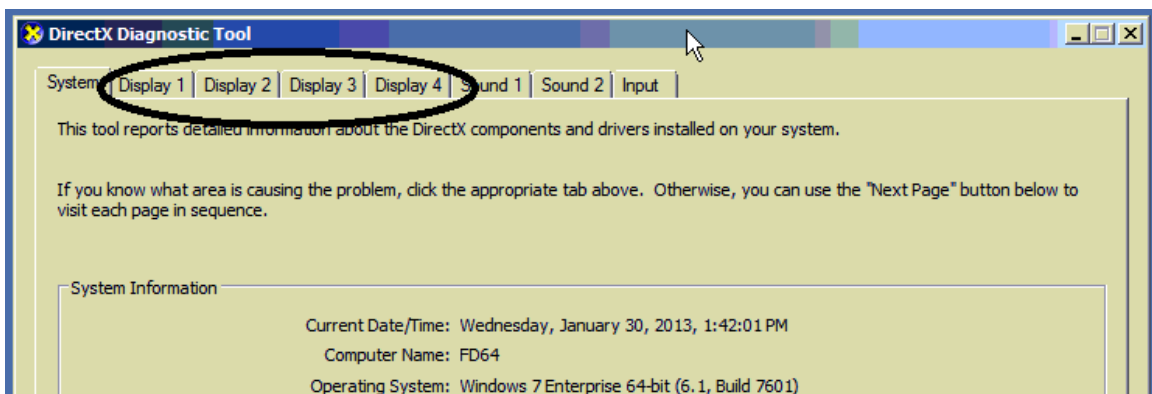 DirectX Diagnostic Tool
System Display 1 Display 2 Display 3 Display 4 Sound 1 Sound 2 Input
This tool reports detailed information about the DirectX components and drivers installed on your system.
If you know what area is causing the problem, click the appropriate tab above. Otherwise, you can use the "Next Page" button below to
visit each page in sequence.
System Information
Current Date/Time: Wednesday, January 30, 2013, 1:42:01 PM
Computer Name: FD64
Operating System: Windows 7 Enterprise 64-bit (6.1, Build 7601)